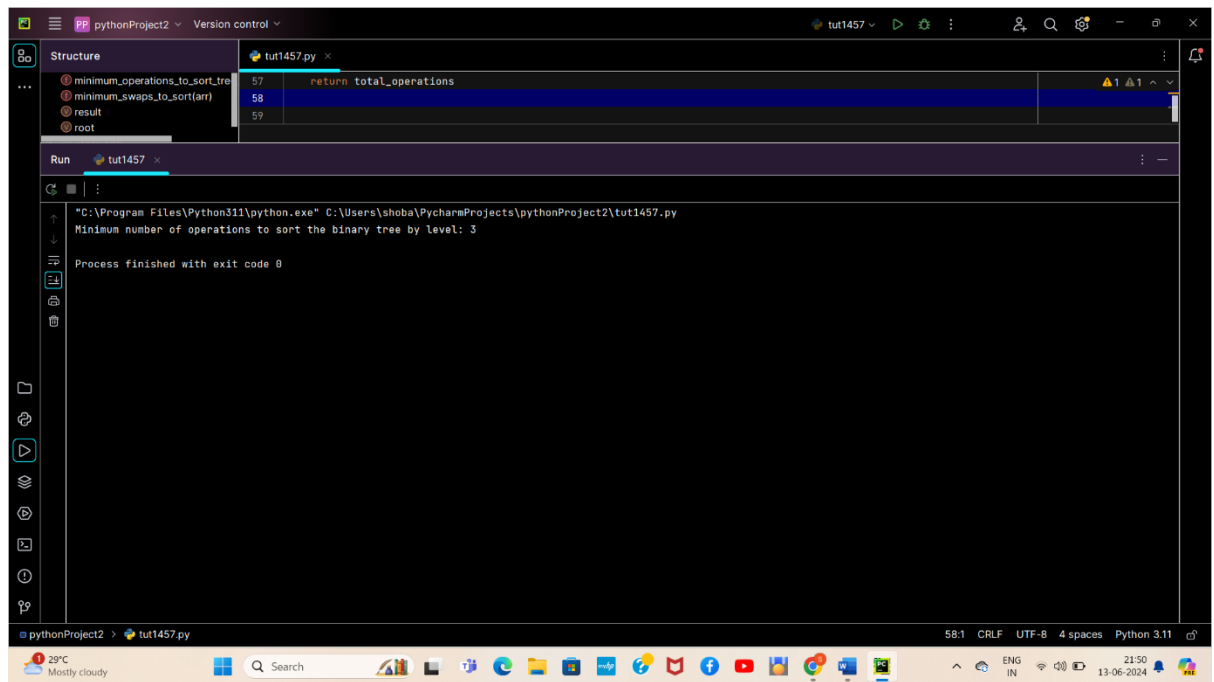 PC PP pythonProject2 Version control tut1457
Structure tut1457.py
minimum_operations_to_sort_tre 57 return total_operations 1 1
minimum_swaps_to_sort(arr) 58
result 59
root
Run tut1457
"C:\Program Files\Python311\python.exe" C:\Users\shoba\PycharmProjects\pythonProject2\tut1457.py
Minimum number of operations to sort the binary tree by level: 3
Process finished with exit code 0
pythonProject2 > tut1457.py 58:1 CRLF UTF-8 4 spaces Python 3.11
1 29°C Search ENG 21:50
Mostly cloudy IN 13-06-2024